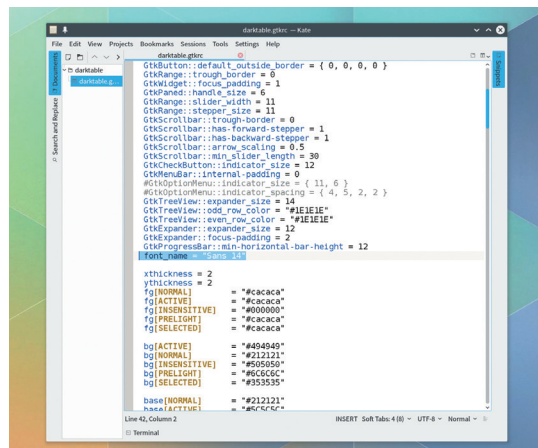 darktable.gtkrc — Kate
File Edit View Projects Bookmarks Sessions Tools Settings Help
darktable.gtkrc
Documents
Search and Replace
darktable
darktable.g...
Snippets
GtkButton::default_outside_border = { 0, 0, 0, 0 }
GtkRange::trough_border = 0
GtkWidget::focus_padding = 1
GtkPaned::handle_size = 6
GtkRange::slider_width = 11
GtkRange::stepper_size = 11
GtkScrollbar::trough-border = 0
GtkScrollbar::has-forward-stepper = 1
GtkScrollbar::has-backward-stepper = 1
GtkScrollbar::arrow_scaling = 0.5
GtkScrollbar::min_slider_length = 30
GtkCheckButton::indicator_size = 12
GtkMenuBar::internal-padding = 0
#GtkOptionMenu::indicator_size = { 11, 6 }
#GtkOptionMenu::indicator_spacing = { 4, 5, 2, 2 }
GtkTreeView::expander_size = 14
GtkTreeView::odd_row_color = "#1E1E1E"
GtkTreeView::even_row_color = "#1E1E1E"
GtkExpander::expander_size = 12
GtkExpander::focus-padding = 2
GtkProgressBar::min-horizontal-bar-height = 12
font_name = "Sans 14"
xthickness = 2
ythickness = 2
fg[NORMAL] = "#cacaca"
fg[ACTIVE] = "#cacaca"
fg[INSENSITIVE] = "#000000"
fg[PRELIGHT] = "#cacaca"
fg[SELECTED] = "#cacaca"
bg[ACTIVE] = "#494949"
bg[NORMAL] = "#212121"
bg[INSENSITIVE] = "#505050"
bg[PRELIGHT] = "#6C6C6C"
bg[SELECTED] = "#353535"
base[NORMAL] = "#212121"
base[ACTIVE] = "#5C5C5C"
Line 42, Column 2 INSERT Soft Tabs: 4 (8) UTF-8 Normal
Terminal